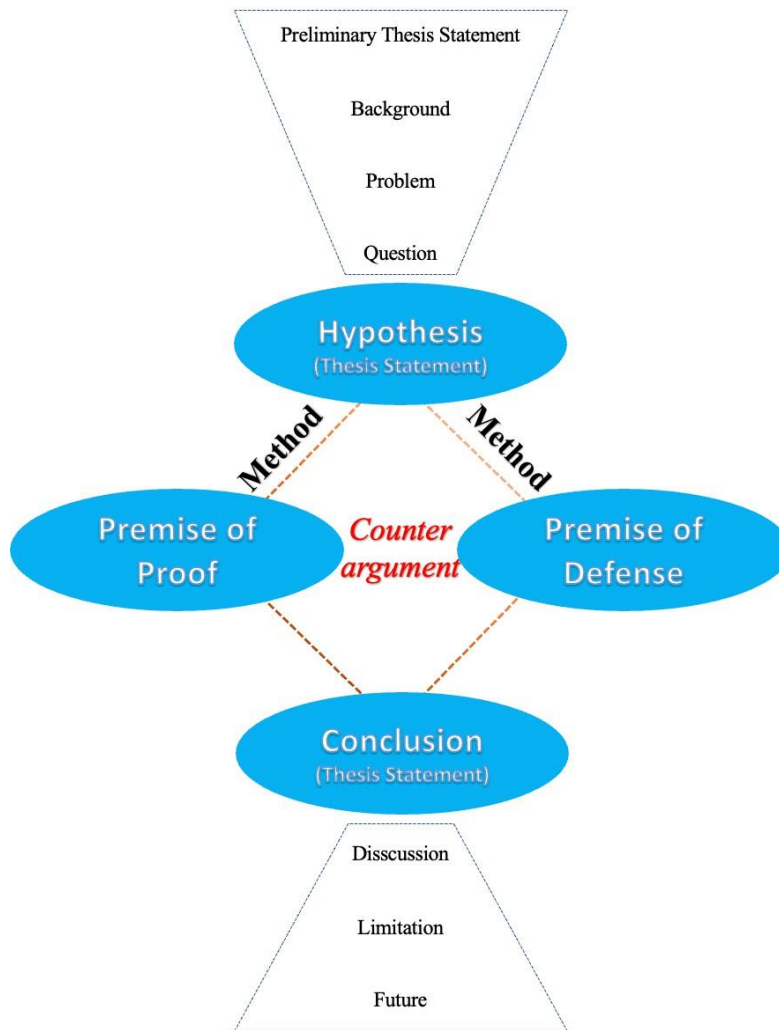 Preliminary Thesis Statement
Background
Problem
Question
Hypothesis
(Thesis Statement)
Method
Method
Premise of
Proof
Counter
argument
Premise of
Defense
Conclusion
(Thesis Statement)
Disscussion
Limitation
Future